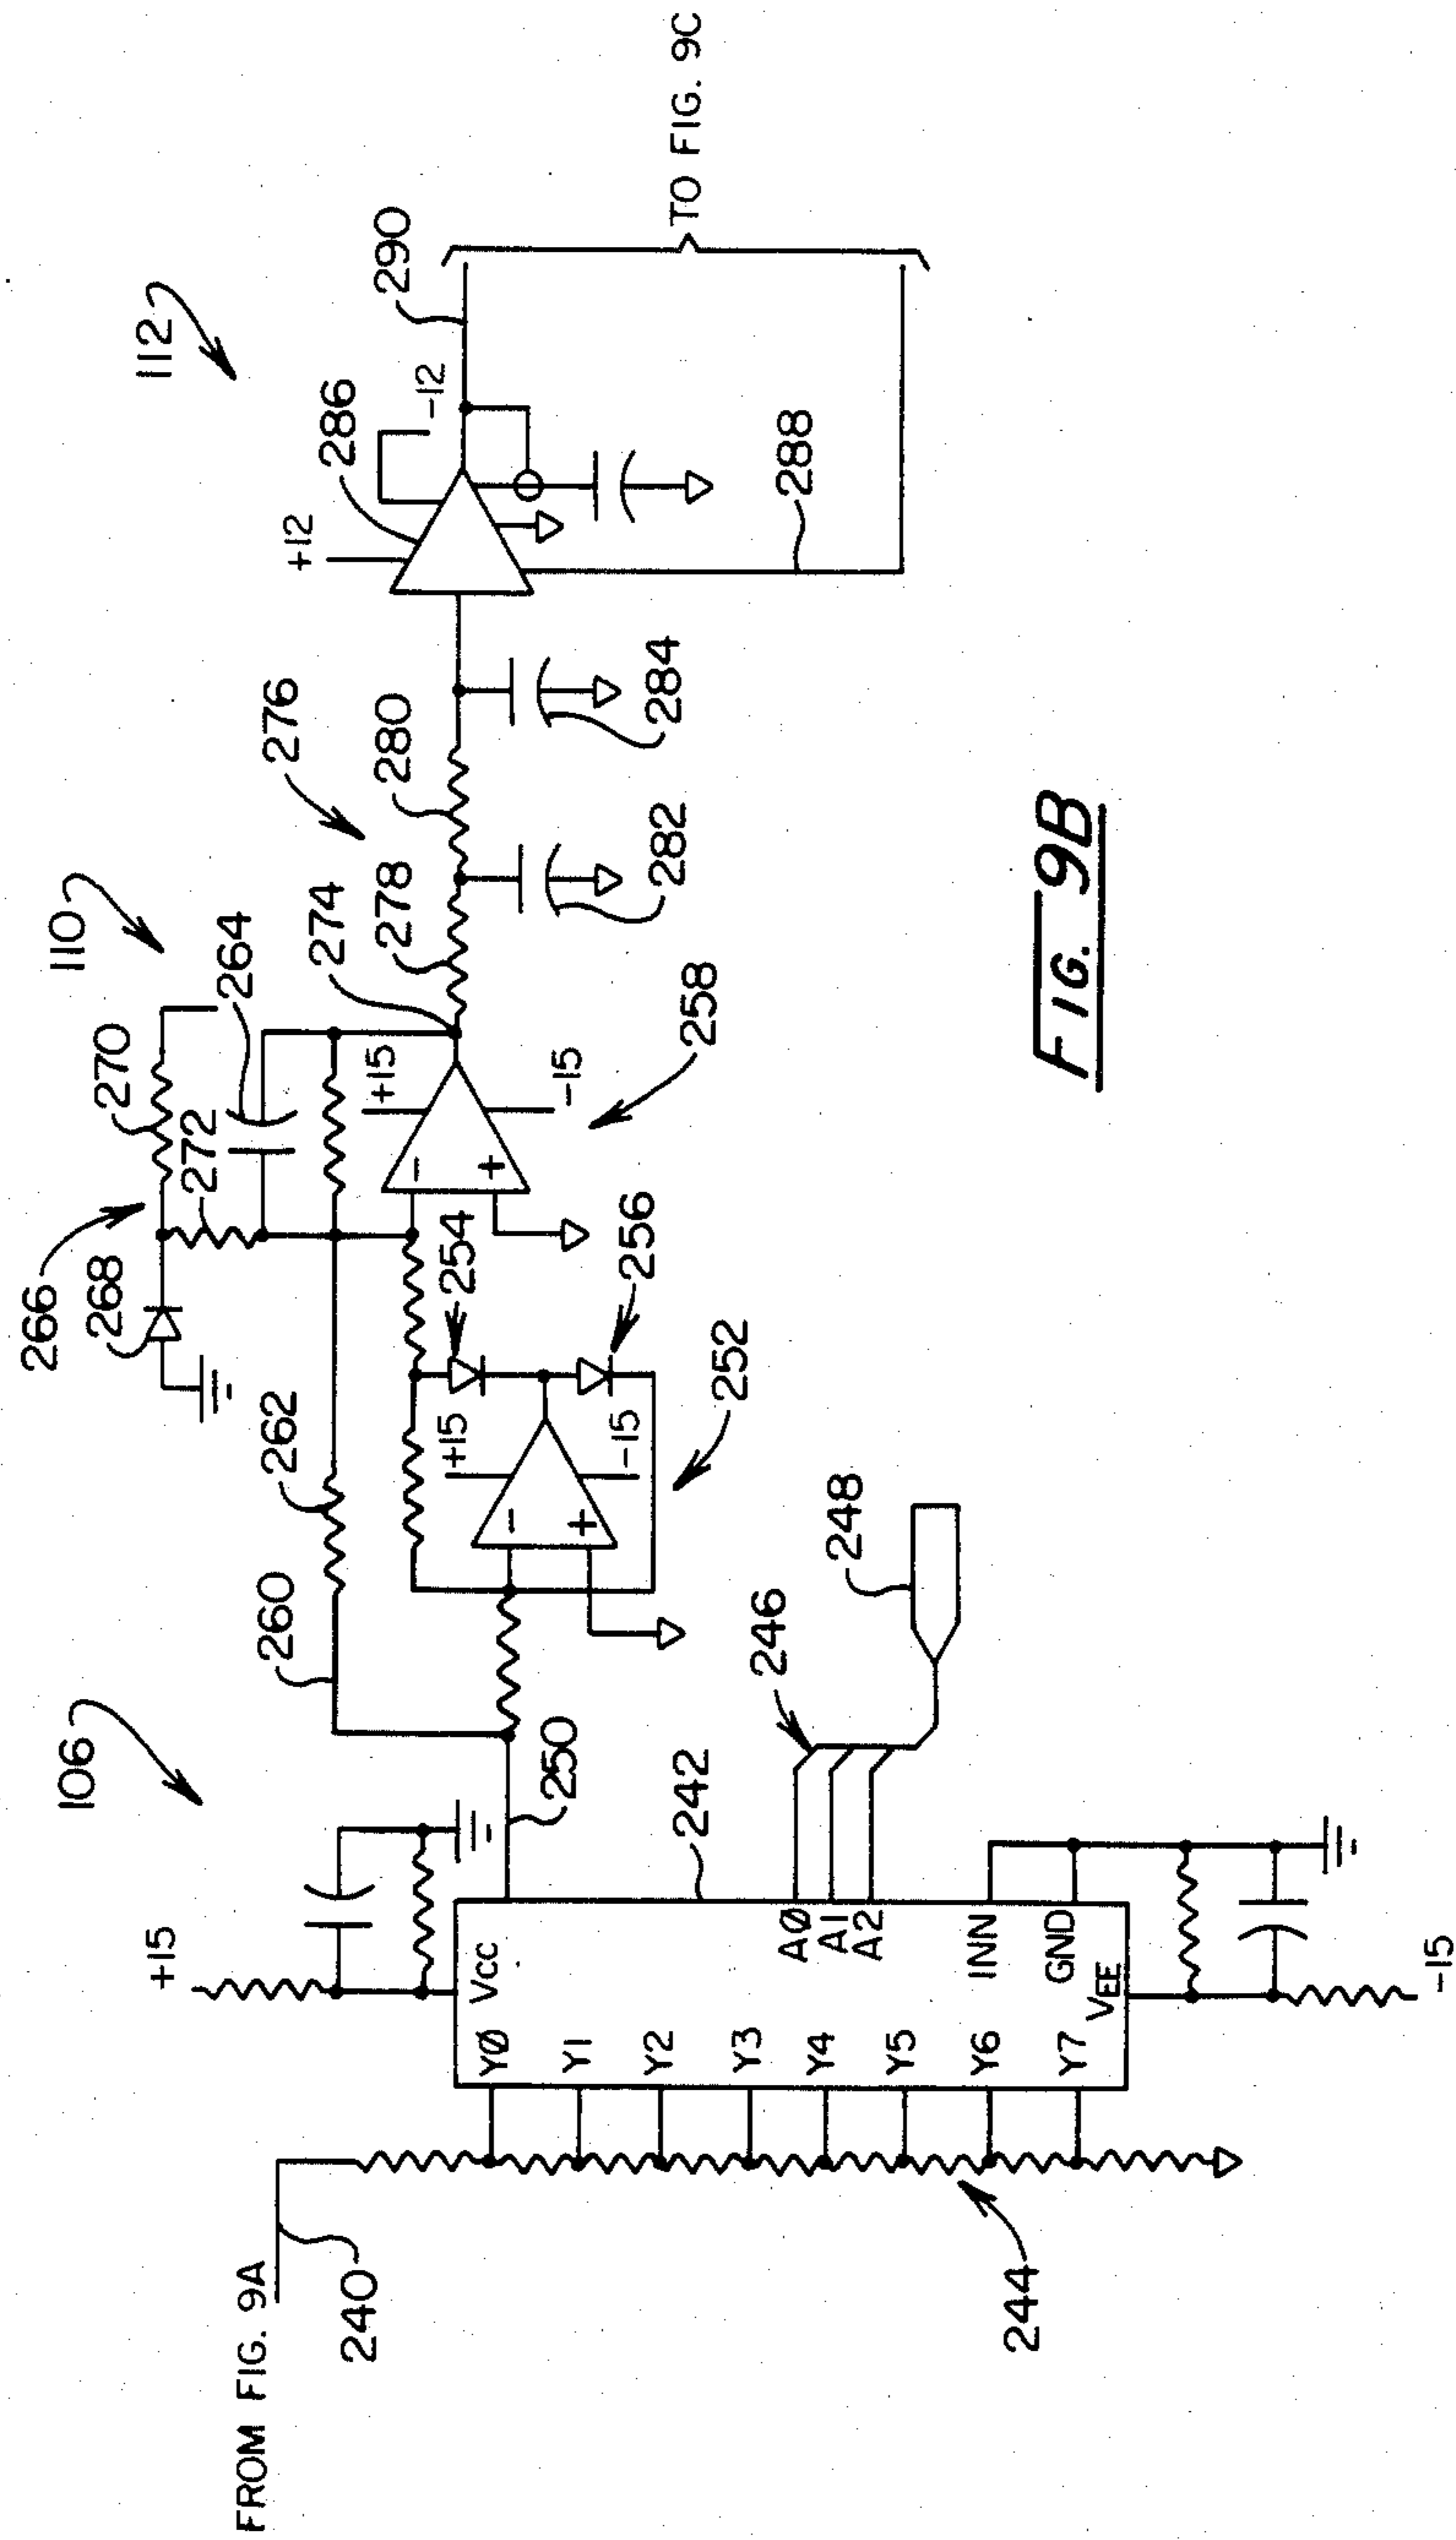 FROM FIG. 9A
240
244
106
+15
Vcc
YØ
Y1
Y2
Y3
Y4
Y5
Y6
Y7
VEE
-15
AØ
A1
A2
INN
GND
242
250
246
248
260
262
+15
-15
252
254
256
266
268
270
272
264
110
+15
-15
258
274
278
276
280
282
284
112
+12
286
-12
290
288
TO FIG. 9C
FIG. 9B